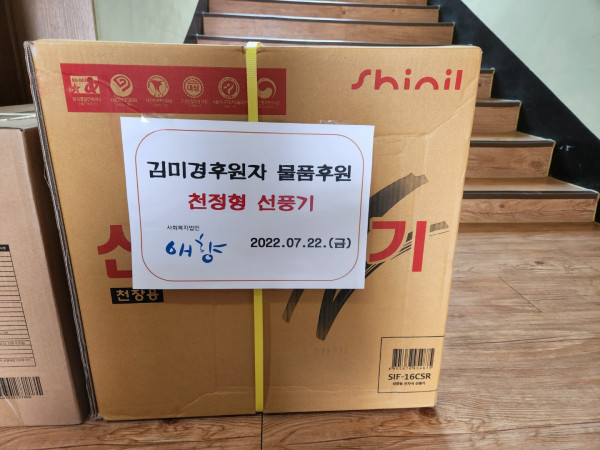 Shinil
김미경후원자 물품후원
천정형 선풍기
사회복지법인
애향
2022.07.22.(금)
기
천장용
SIF-16CSR